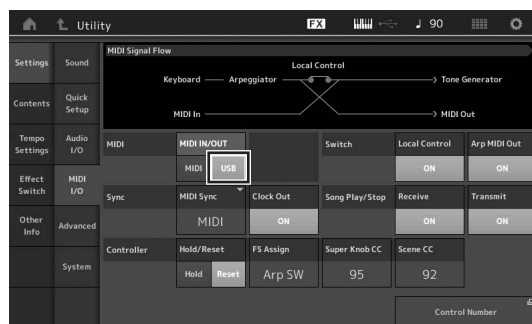 Utility
FX
♩ 90
Settings
Sound
Contents
Quick
Setup
Tempo
Settings
Audio
I/O
Effect
Switch
MIDI
I/O
Other
Info
Advanced
System
MIDI Signal Flow
Local Control
Keyboard
Arpeggiator
Tone Generator
MIDI In
MIDI Out
MIDI
MIDI IN/OUT
MIDI
USB
Switch
Local Control
ON
Arp MIDI Out
ON
Sync
MIDI Sync
MIDI
Clock Out
ON
Song Play/Stop
Receive
ON
Transmit
ON
Controller
Hold/Reset
Hold
Reset
FS Assign
Arp SW
Super Knob CC
95
Scene CC
92
Control Number